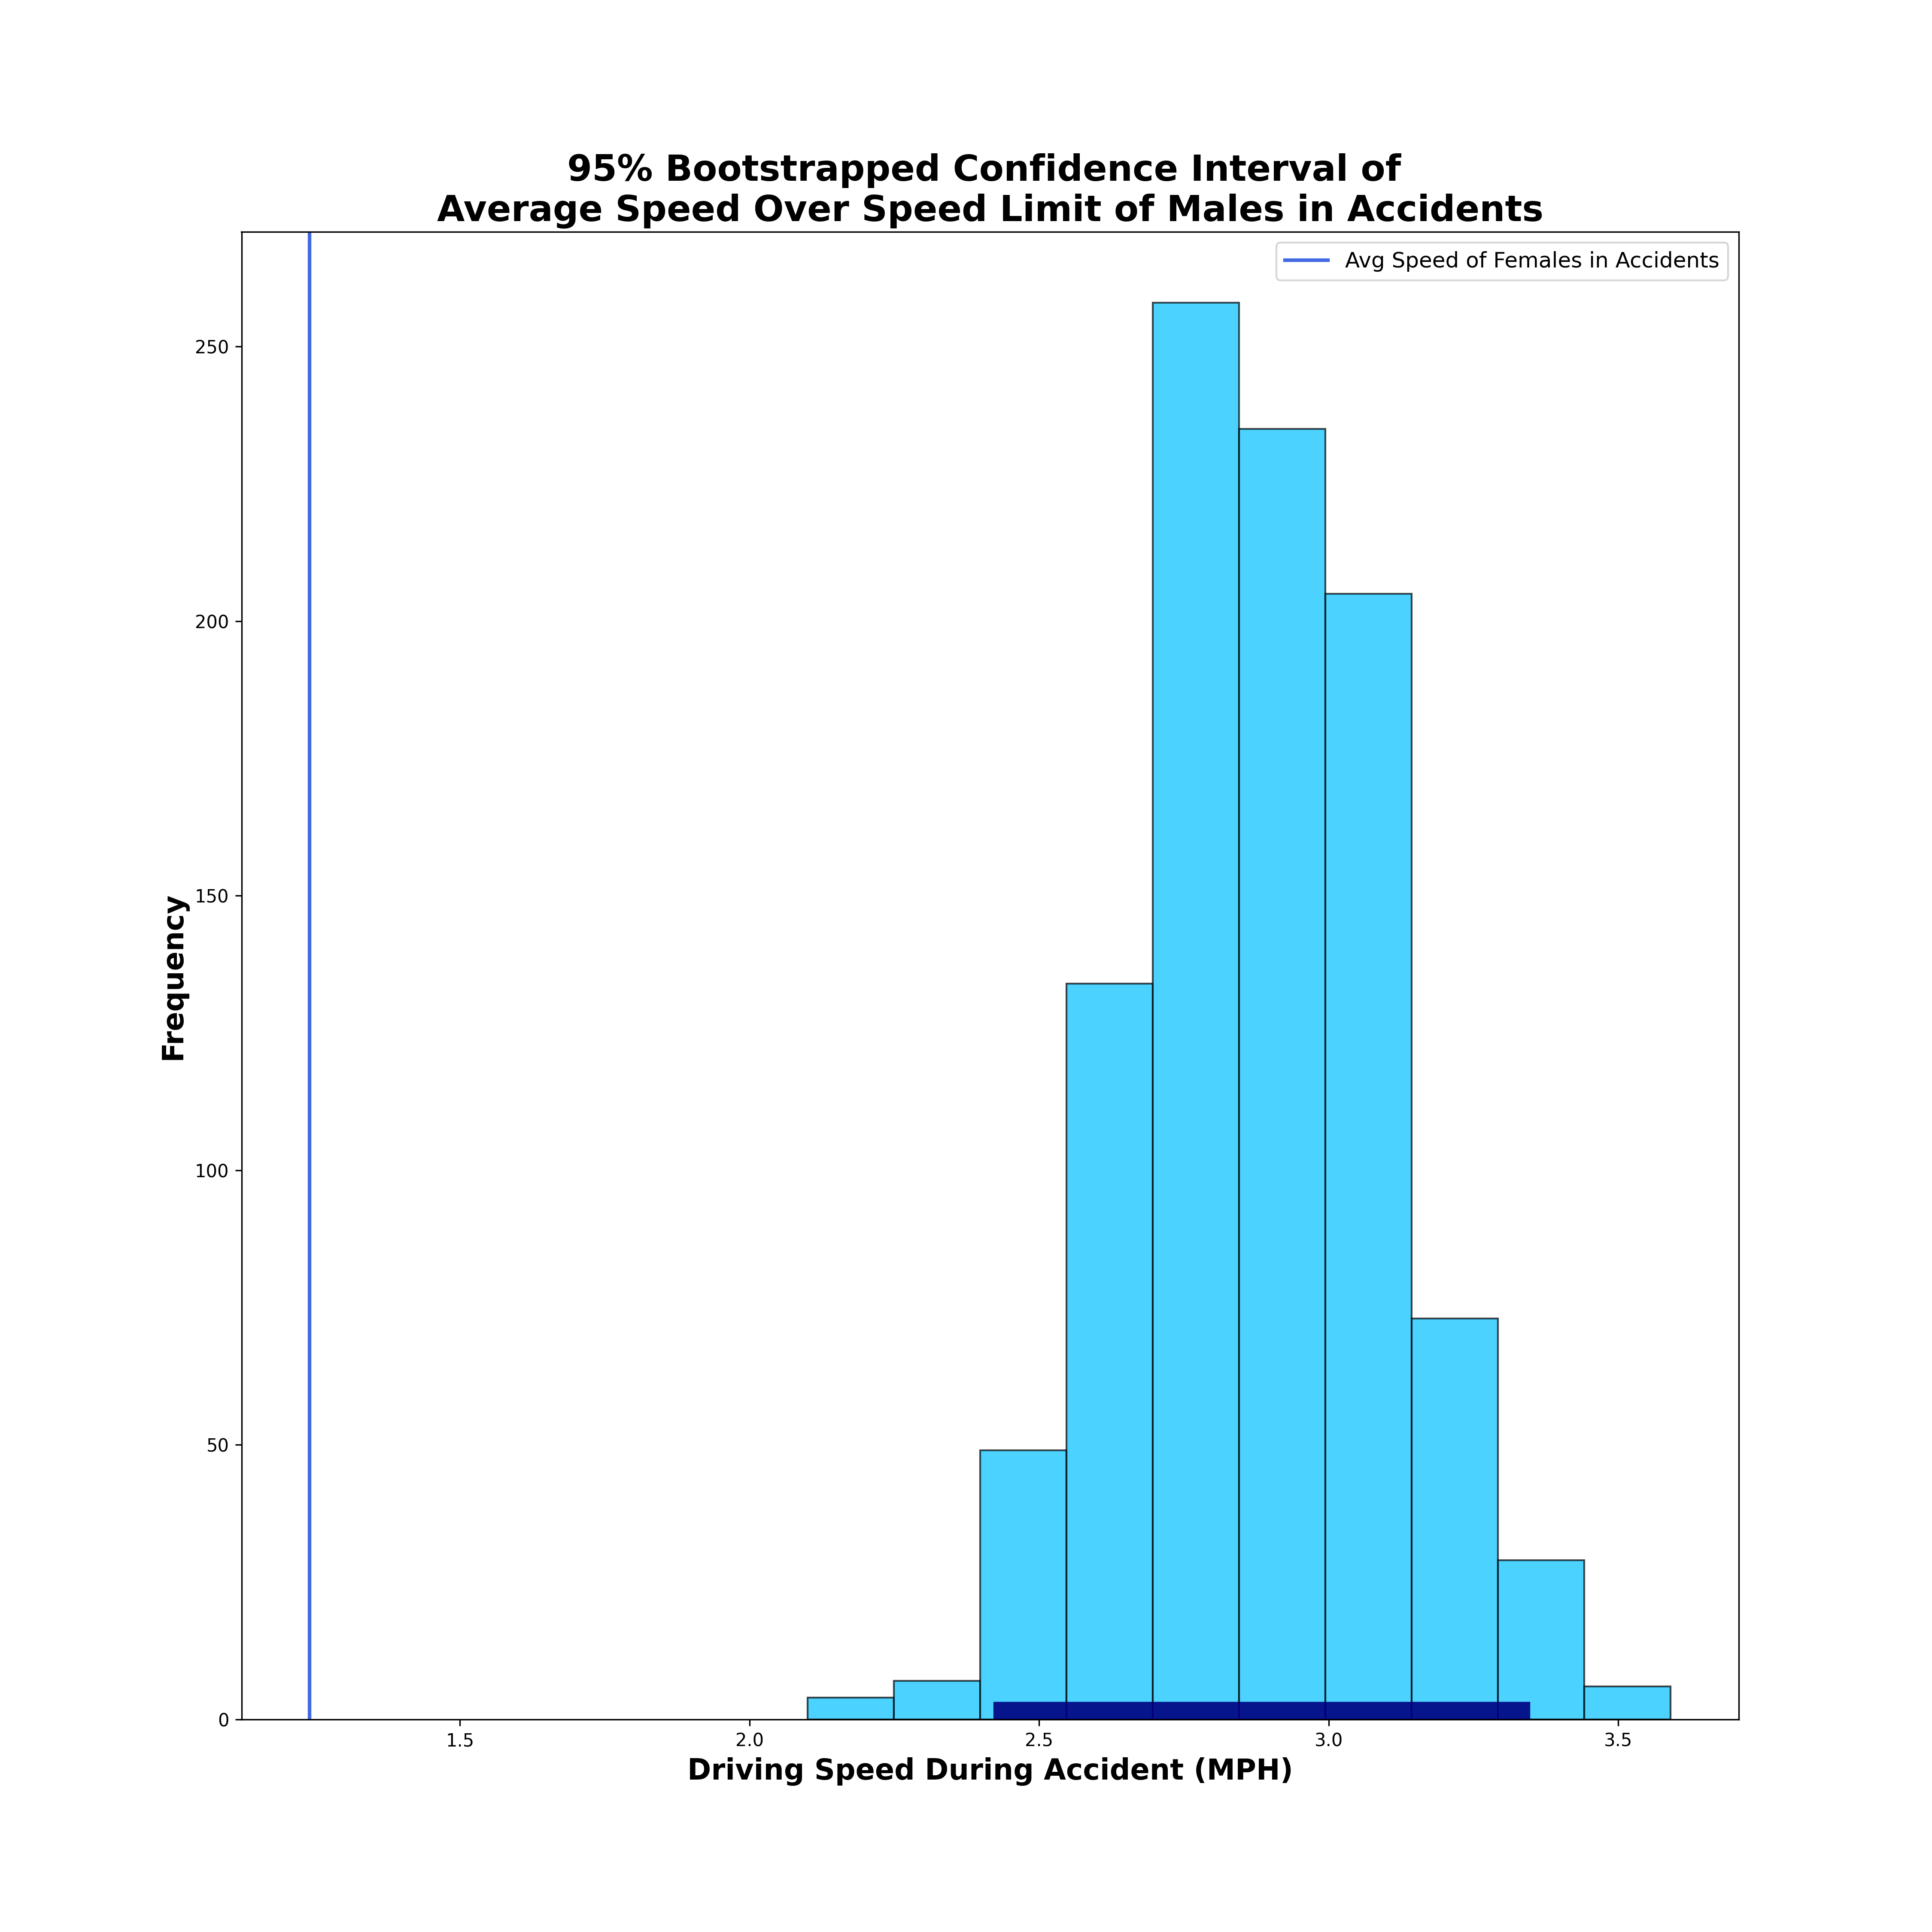 95% Bootstrapped Confidence Interval of
Average Speed Over Speed Limit of Males in Accidents
Avg Speed of Females in Accidents
250
200
150
100
50
0
Frequency
1.5
2.0
2.5
3.0
3.5
Driving Speed During Accident (MPH)